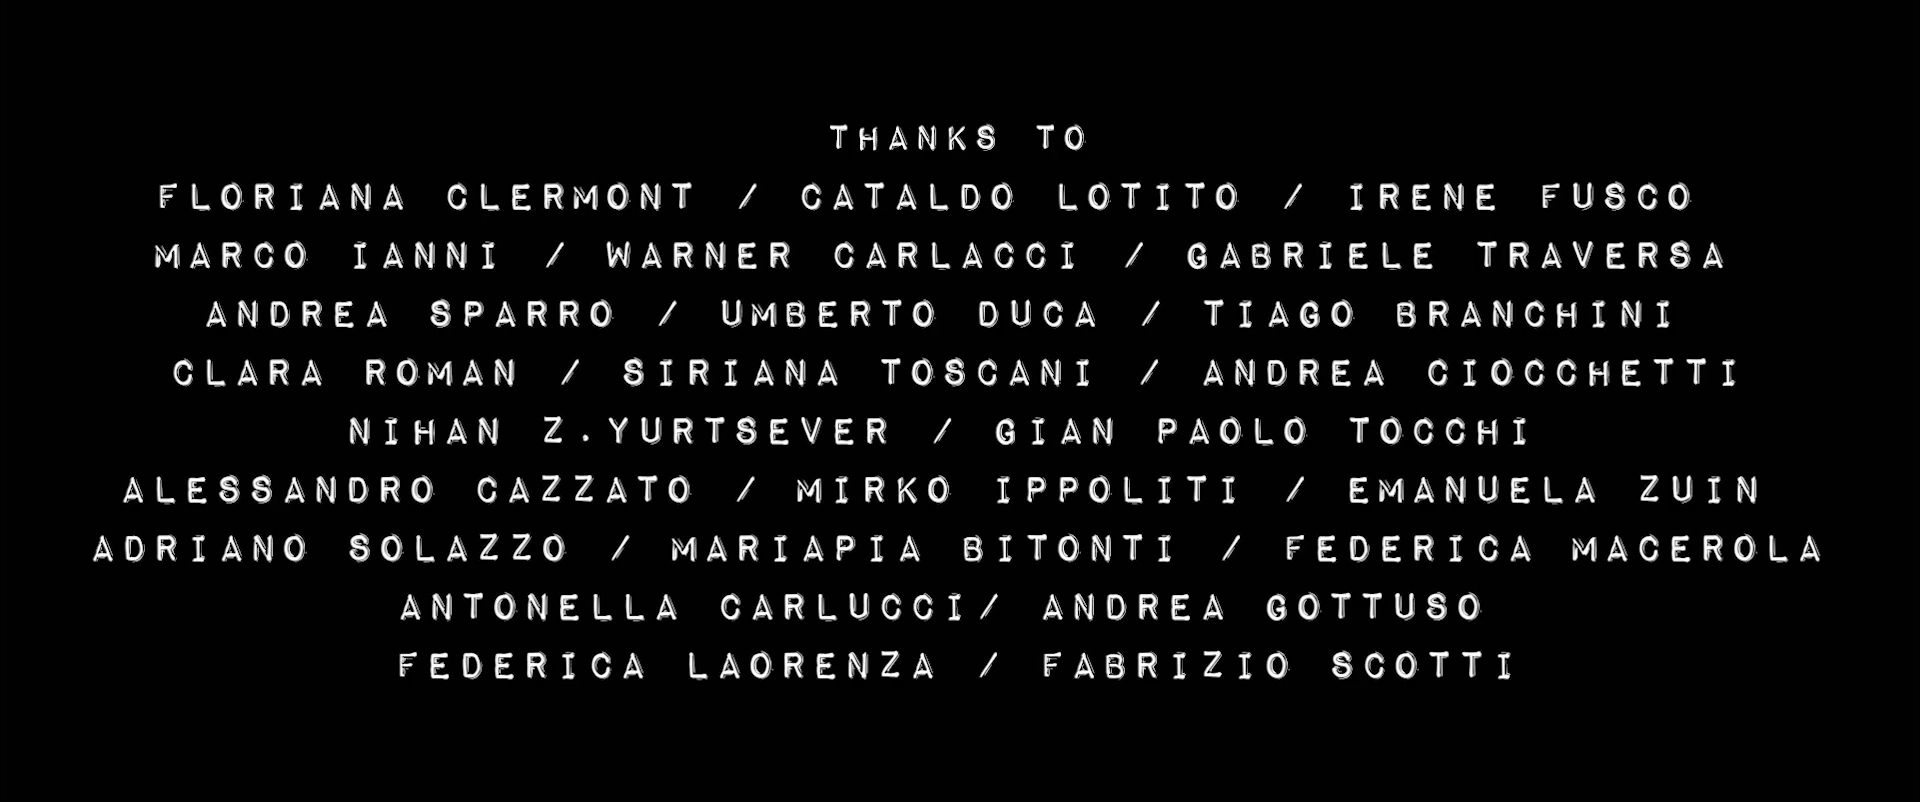 THANKS TO
FLORIANA CLERMONT / CATALDO LOTITO / IRENE FUSCO
MARCO IANNI / WARNER CARLACCI / GABRIELE TRAVERSA
ANDREA SPARRO / UMBERTO DUCA / TIAGO BRANCHINI
CLARA ROMAN / SIRIANA TOSCANI / ANDREA CIOCCHETTI
NIHAN Z.YURTSEVER / GIAN PAOLO TOCCHI
ALESSANDRO CAZZATO / MIRKO IPPOLITI / EMANUELA ZUIN
ADRIANO SOLAZZO / MARIAPIA BITONTI / FEDERICA MACEROLA
ANTONELLA CARLUCCI/ ANDREA GOTTUSO
FEDERICA LAORENZA / FABRIZIO SCOTTI